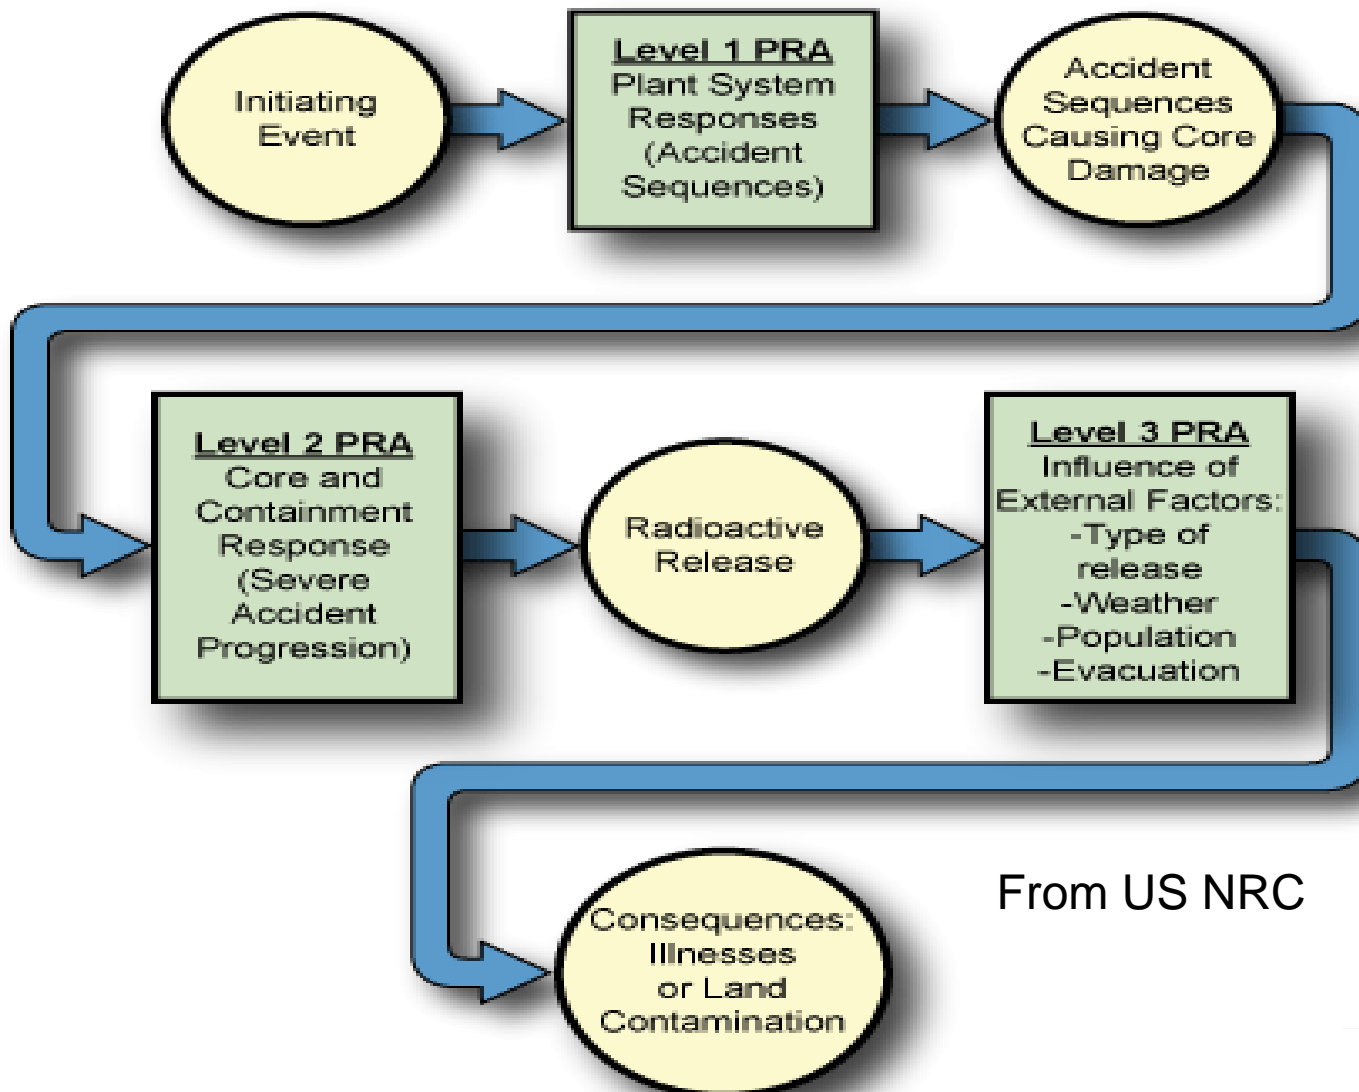 Initiating
Event
Level 1 PRA
Plant System
Responses
(Accident
Sequences)
Accident
Sequences
Causing Core
Damage
Level 2 PRA
Core and
Containment
Response
(Severe
Accident
Progression)
Radioactive
Release
Level 3 PRA
Influence of
External Factors:
-Type of
release
-Weather
-Population
-Evacuation
Consequences:
Illnesses
or Land
Contamination
From US NRC